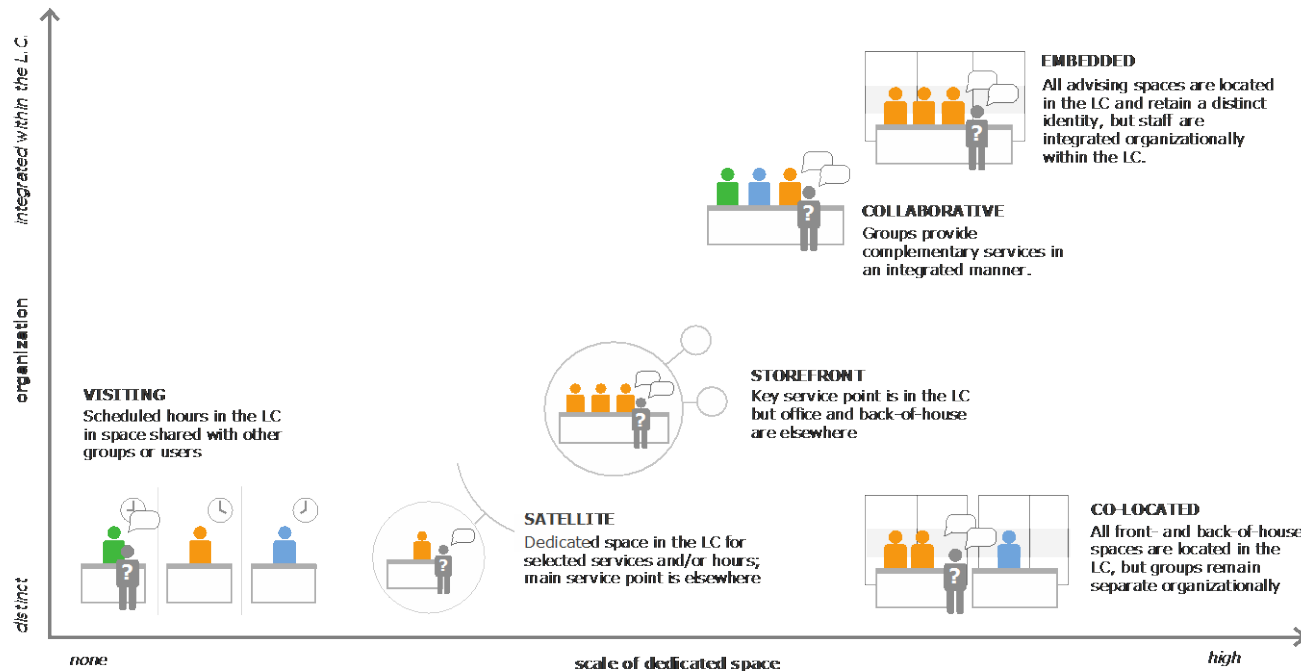 integrated within the L.C.
organization
distinct
EMBEDDED
All advising spaces are located
in the LC and retain a distinct
identity, but staff are
integrated organizationally
within the LC.
?
COLLABORATIVE
Groups provide
complementary services in
an integrated manner.
?
STOREFRONT
Key service point is in the LC
but office and back-of-house
are elsewhere
?
VISITING
Scheduled hours in the LC
in space shared with other
groups or users
?
SATELLITE
Dedicated space in the LC for
selected services and/or hours;
main service point is elsewhere
?
CO-LOCATED
All front- and back-of-house
spaces are located in the
LC, but groups remain
separate organizationally
?
none
scale of dedicated space
high